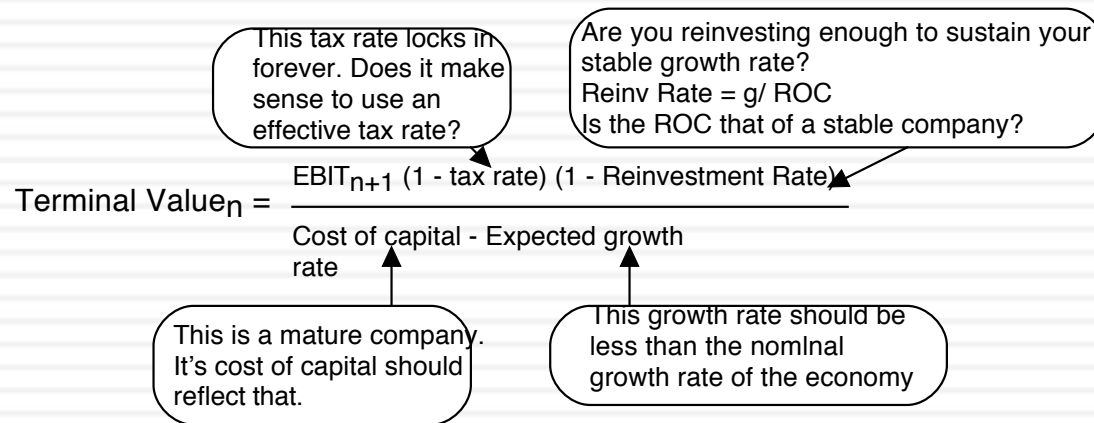 This tax rate locks in
forever. Does it make
sense to use an
effective tax rate?
Are you reinvesting enough to sustain your
stable growth rate?
Reinv Rate = g/ ROC
Is the ROC that of a stable company?
Terminal Valuen =
EBITn+1 (1 - tax rate) (1 - Reinvestment Rate)
Cost of capital - Expected growth
rate
This is a mature company.
It's cost of capital should
reflect that.
This growth rate should be
less than the nomInal
growth rate of the economy